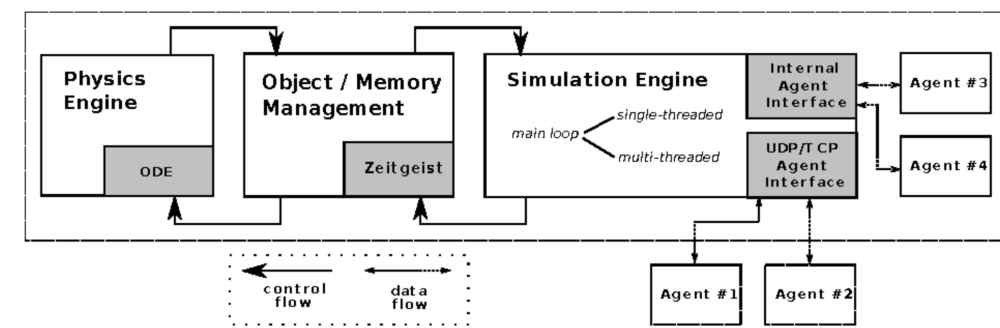 Physics
Engine
ODE
Object / Memory
Management
Zeitgeist
Simulation Engine
main loop
single-threaded
multi-threaded
Internal
Agent
Interface
UDP/TCP
Agent
Interface
Agent #3
Agent #4
control
flow
data
flow
Agent #1
Agent #2